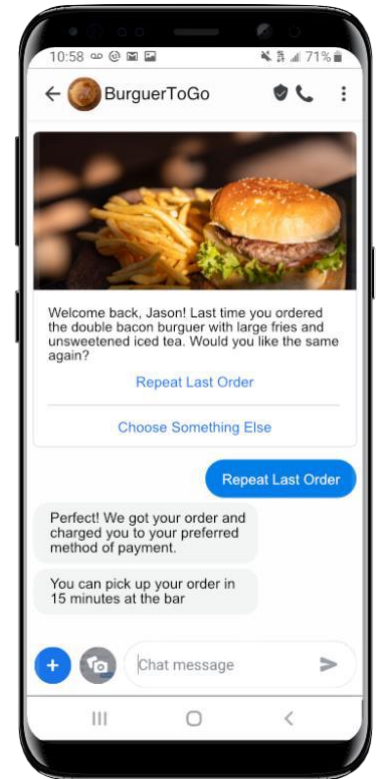 10:58
71%
BurguerToGo
Welcome back, Jason! Last time you ordered
the double bacon burguer with large fries and
unsweetened iced tea. Would you like the same
again?
Repeat Last Order
Choose Something Else
Repeat Last Order
Perfect! We got your order and
charged you to your preferred
method of payment.
You can pick up your order in
15 minutes at the bar
Chat message